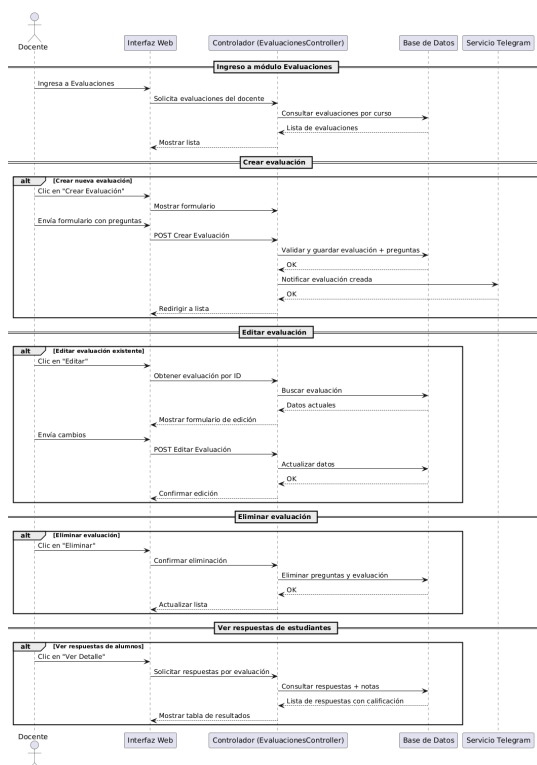 Docente
Interfaz Web
Controlador (EvaluacionesController)
Base de Datos
Servicio Telegram
Ingreso a módulo Evaluaciones
Ingresa a Evaluaciones
Solicita evaluaciones del docente
Consultar evaluaciones por curso
Lista de evaluaciones
Mostrar lista
Crear evaluación
alt [Crear nueva evaluación]
Clic en "Crear Evaluación"
Mostrar formulario
Envía formulario con preguntas
POST Crear Evaluación
Validar y guardar evaluación + preguntas
OK
Notificar evaluación creada
OK
Redirigir a lista
Editar evaluación
alt [Editar evaluación existente]
Clic en "Editar"
Obtener evaluación por ID
Buscar evaluación
Datos actuales
Mostrar formulario de edición
Envía cambios
POST Editar Evaluación
Actualizar datos
OK
Confirmar edición
Eliminar evaluación
alt [Eliminar evaluación]
Clic en "Eliminar"
Confirmar eliminación
Eliminar preguntas y evaluación
OK
Actualizar lista
Ver respuestas de estudiantes
alt [Ver respuestas de alumnos]
Clic en "Ver Detalle"
Solicitar respuestas por evaluación
Consultar respuestas + notas
Lista de respuestas con calificación
Mostrar tabla de resultados
Docente
Interfaz Web
Controlador (EvaluacionesController)
Base de Datos
Servicio Telegram